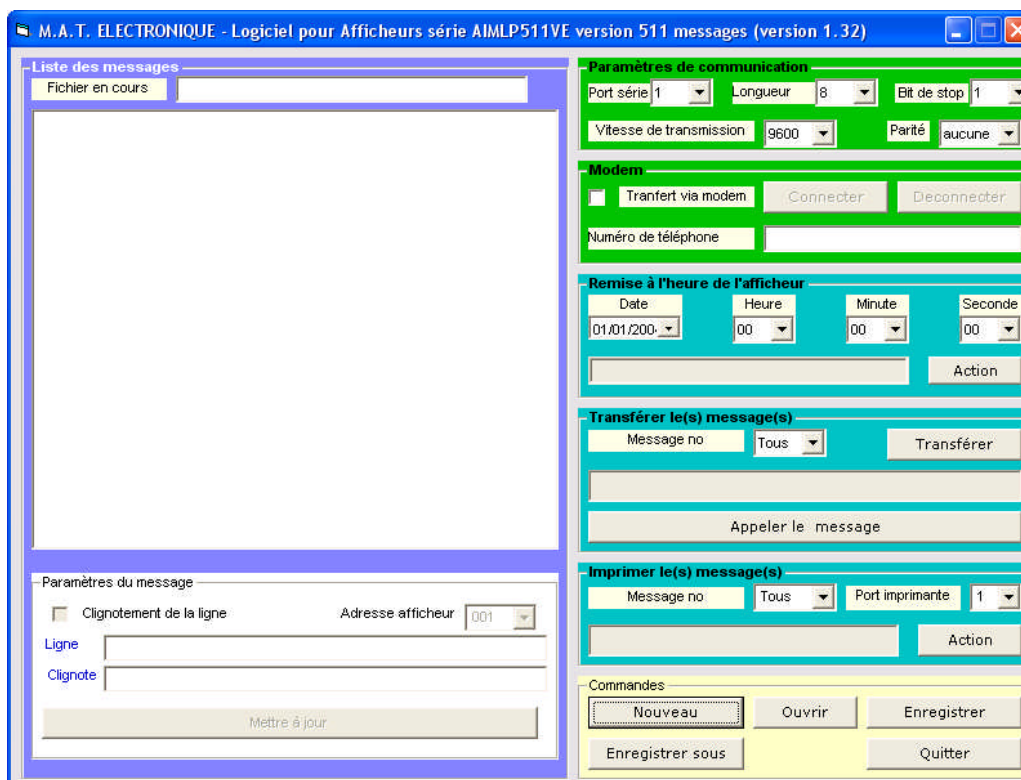 M.A.T. ELECTRONIQUE - Logiciel pour Afficheurs série AIMLP511VE version 511 messages (version 1.32)
Liste des messages
Fichier en cours
Paramètres du message
Clignotement de la ligne
Adresse afficheur 001
Ligne
Clignote
Mettre à jour
Paramètres de communication
Port série 1 Longueur 8 Bit de stop 1
Vitesse de transmission 9600 Parité aucune
Modem
Tranfert via modem Connecter Deconnecter
Numéro de téléphone
Remise à l'heure de l'afficheur
Date Heure Minute Seconde
01/01/200 00 00 00
Action
Transférer le(s) message(s)
Message no Tous Transférer
Appeler le message
Imprimer le(s) message(s)
Message no Tous Port imprimante 1
Action
Commandes
Nouveau Ouvrir Enregistrer
Enregistrer sous Quitter